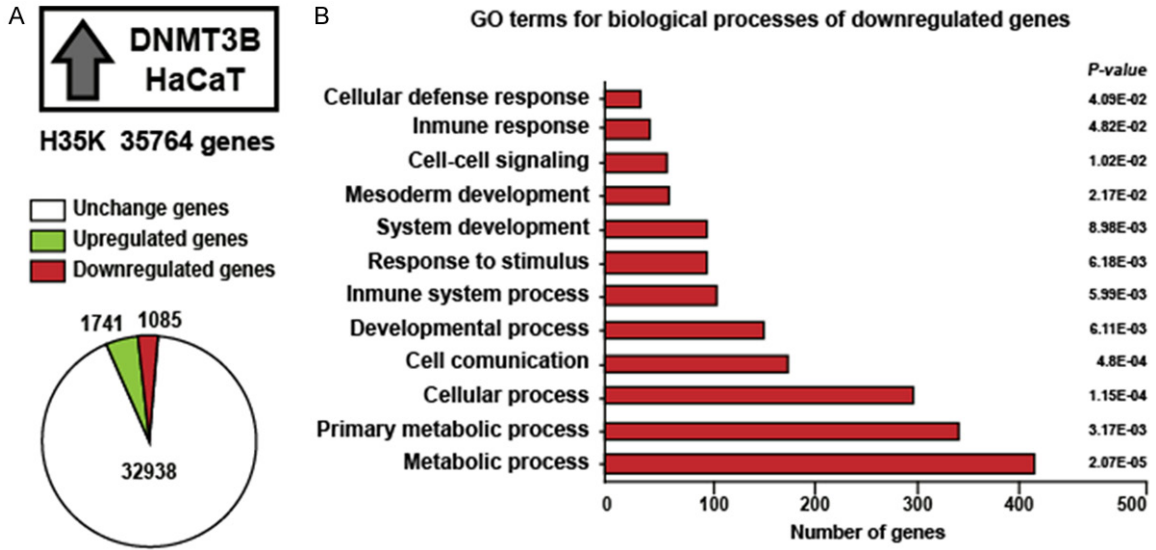 A
DNMT3B
HaCaT
H35K 35764 genes
Unchange genes
Upregulated genes
Downregulated genes
1741 1085
32938
B
GO terms for biological processes of downregulated genes
P-value
Cellular defense response 4.09E-02
Inmune response 4.82E-02
Cell-cell signaling 1.02E-02
Mesoderm development 2.17E-02
System development 8.98E-03
Response to stimulus 6.18E-03
Inmune system process 5.99E-03
Developmental process 6.11E-03
Cell comunication 4.8E-04
Cellular process 1.15E-04
Primary metabolic process 3.17E-03
Metabolic process 2.07E-05
0 100 200 300 400 500
Number of genes